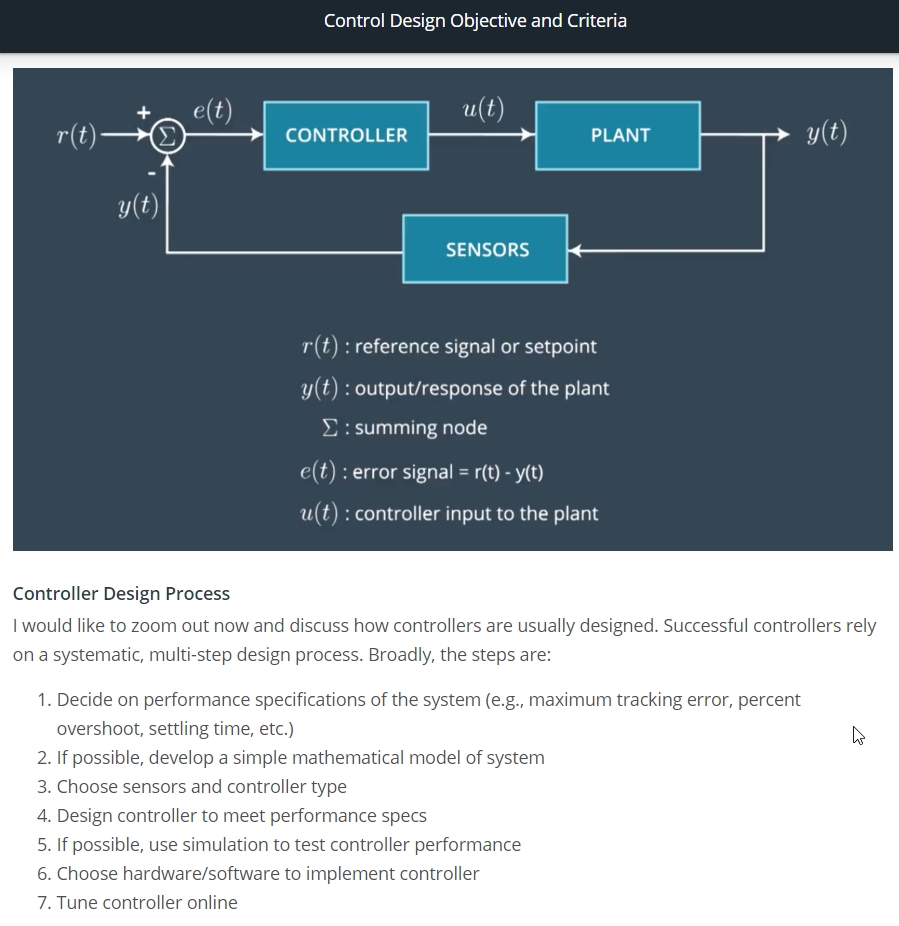 Control Design Objective and Criteria
+
e(t)
u(t)
r(t)
Σ
CONTROLLER
PLANT
y(t)
-
y(t)
SENSORS
r(t) : reference signal or setpoint
y(t) : output/response of the plant
Σ : summing node
e(t) : error signal = r(t) - y(t)
u(t) : controller input to the plant
Controller Design Process
I would like to zoom out now and discuss how controllers are usually designed. Successful controllers rely
on a systematic, multi-step design process. Broadly, the steps are:
1. Decide on performance specifications of the system (e.g., maximum tracking error, percent
overshoot, settling time, etc.)
2. If possible, develop a simple mathematical model of system
3. Choose sensors and controller type
4. Design controller to meet performance specs
5. If possible, use simulation to test controller performance
6. Choose hardware/software to implement controller
7. Tune controller online